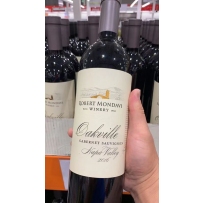 ROBERT MONDAVI
WINERY
Oakville
CABERNET SAUVIGNON
Napa Valley